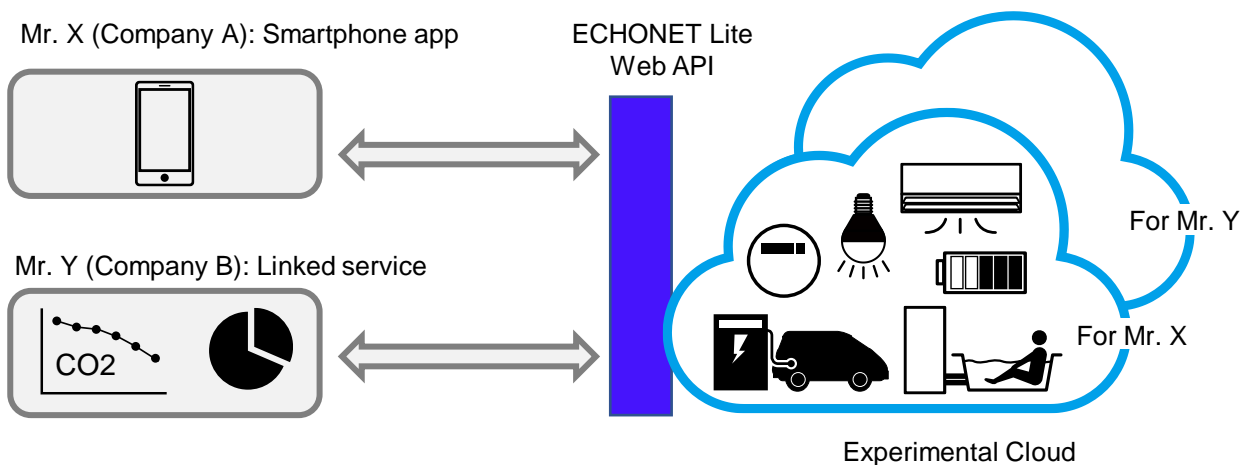 Mr. X (Company A): Smartphone app
ECHONET Lite
Web API
For Mr. Y
Mr. Y (Company B): Linked service
CO2
For Mr. X
Experimental Cloud